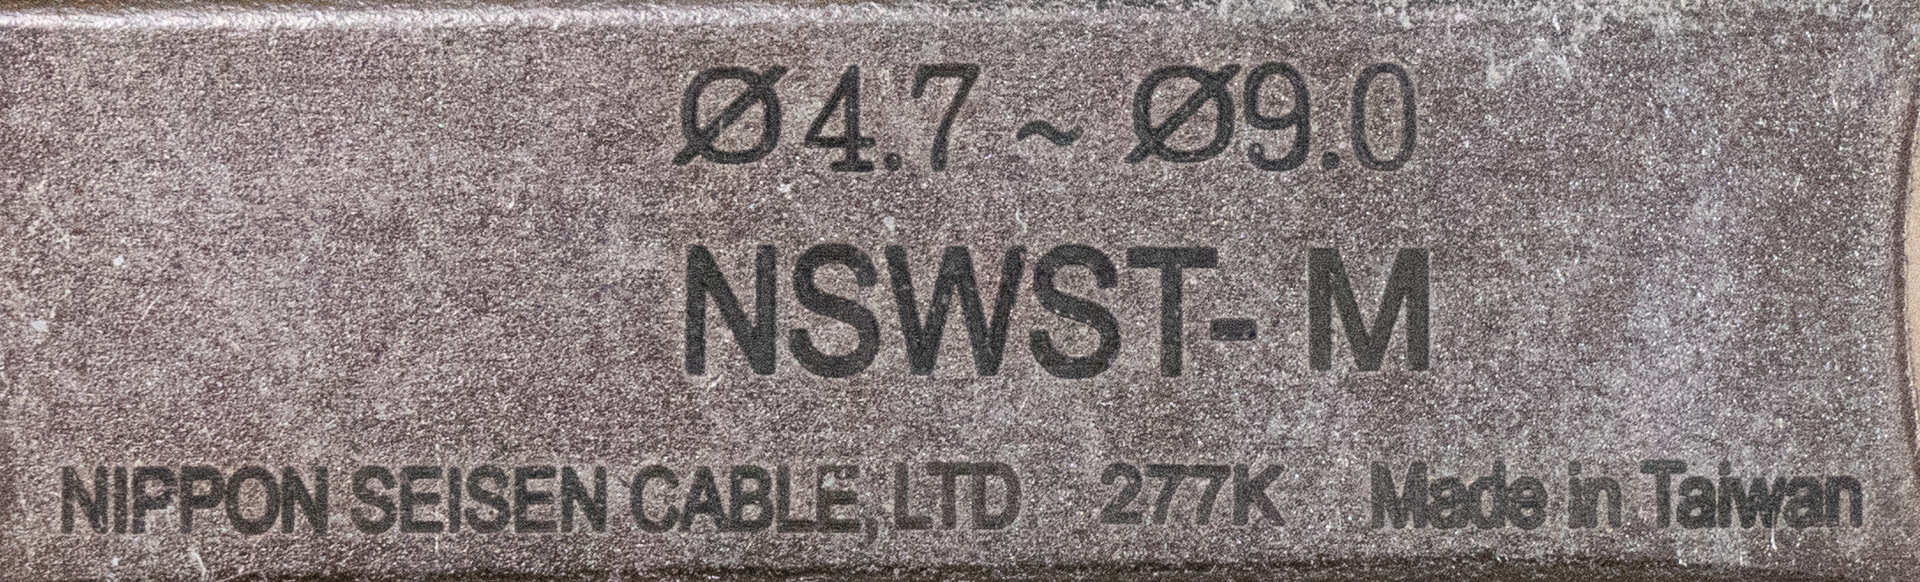 Ø4.7 ~ Ø9.0
NSWST-M
NIPPON SEISEN CABLE,LTD 277K Made in Taiwan